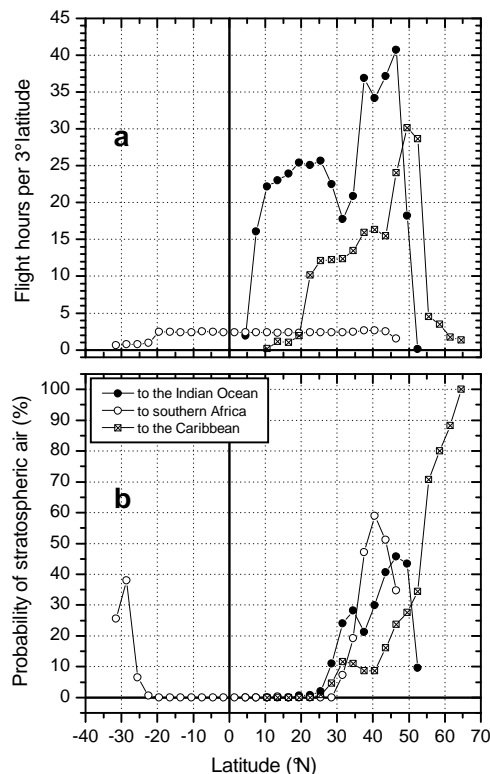 45
40
35
30
25
20
15
10
5
0
Flight hours per 3°latitude
a
100
90
80
70
60
50
40
30
20
10
0
Probability of stratospheric air (%)
to the Indian Ocean
to southern Africa
to the Caribbean
b
-40 -30 -20 -10 0 10 20 30 40 50 60 70
Latitude (°N)